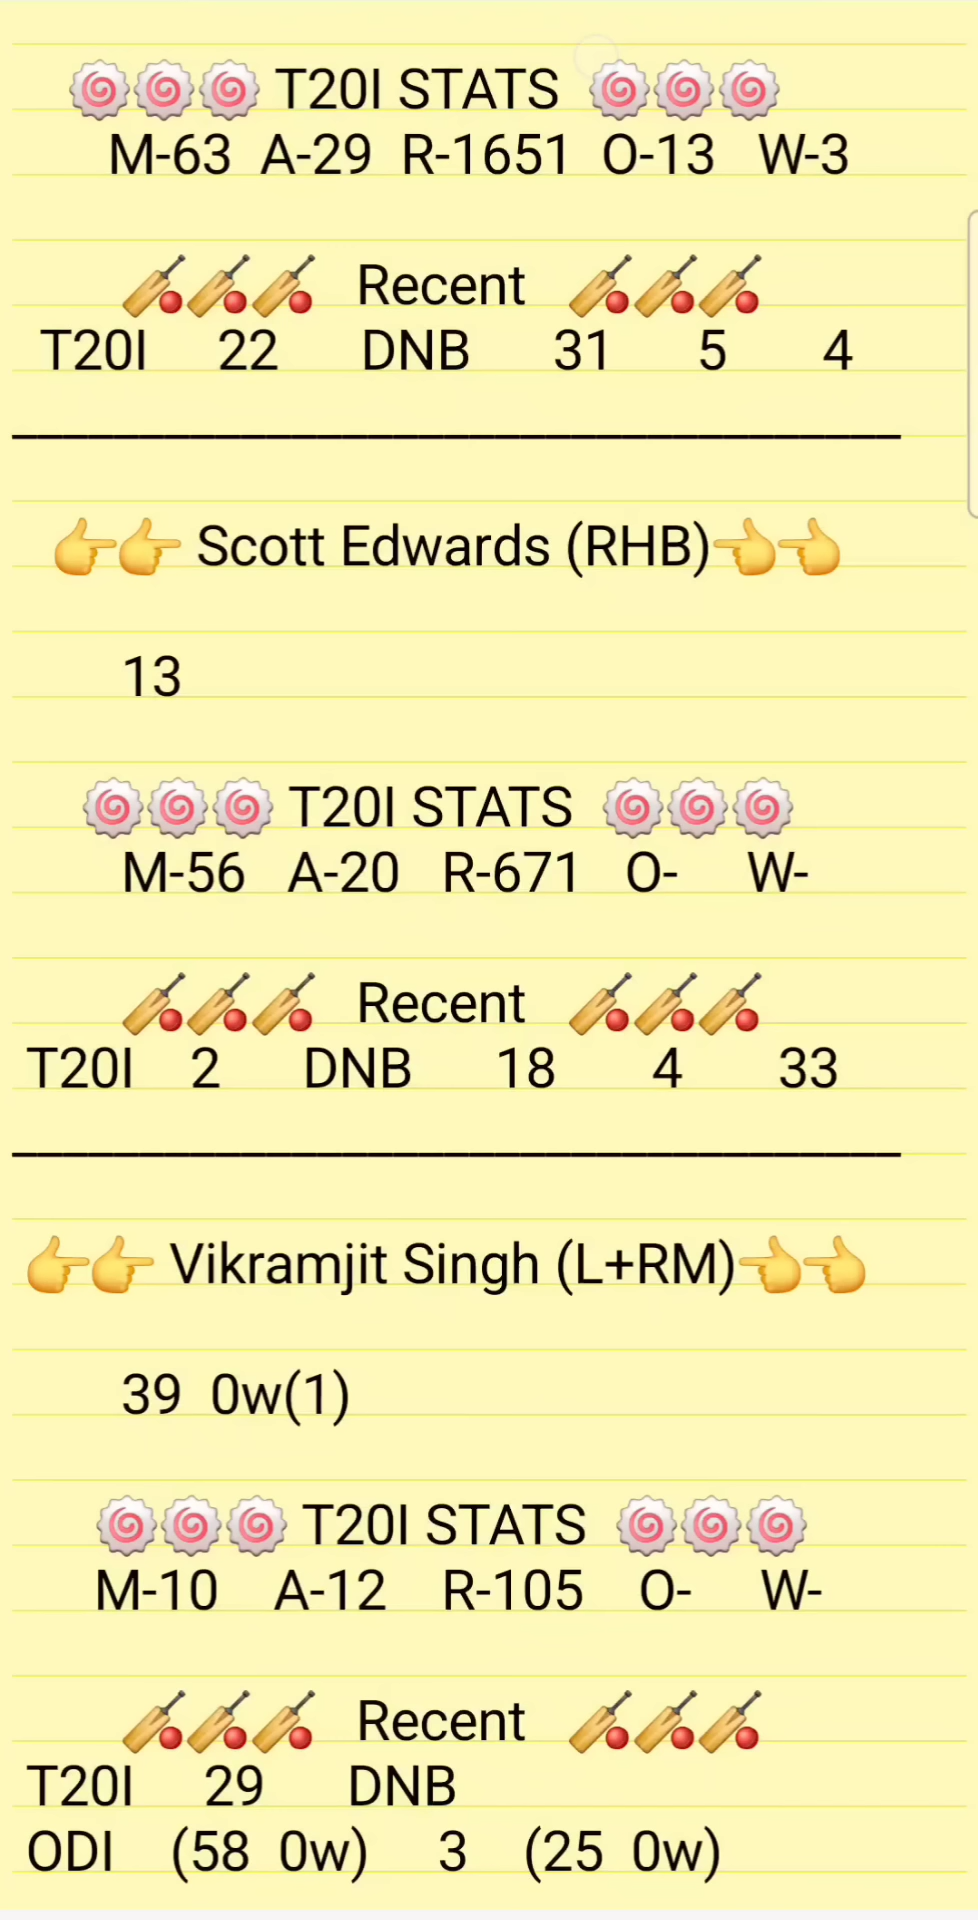 🍥🍥🍥 T20I STATS 🍥🍥🍥
M-63 A-29 R-1651 O-13 W-3
🏏🏏🏏 Recent 🏏🏏🏏
T20I 22 DNB 31 5 4
👉👉 Scott Edwards (RHB)👈👈
13
🍥🍥🍥 T20I STATS 🍥🍥🍥
M-56 A-20 R-671 O- W-
🏏🏏🏏 Recent 🏏🏏🏏
T20I 2 DNB 18 4 33
👉👉 Vikramjit Singh (L+RM)👈👈
39 0w(1)
🍥🍥🍥 T20I STATS 🍥🍥🍥
M-10 A-12 R-105 O- W-
🏏🏏🏏 Recent 🏏🏏🏏
T20I 29 DNB
ODI (58 0w) 3 (25 0w)